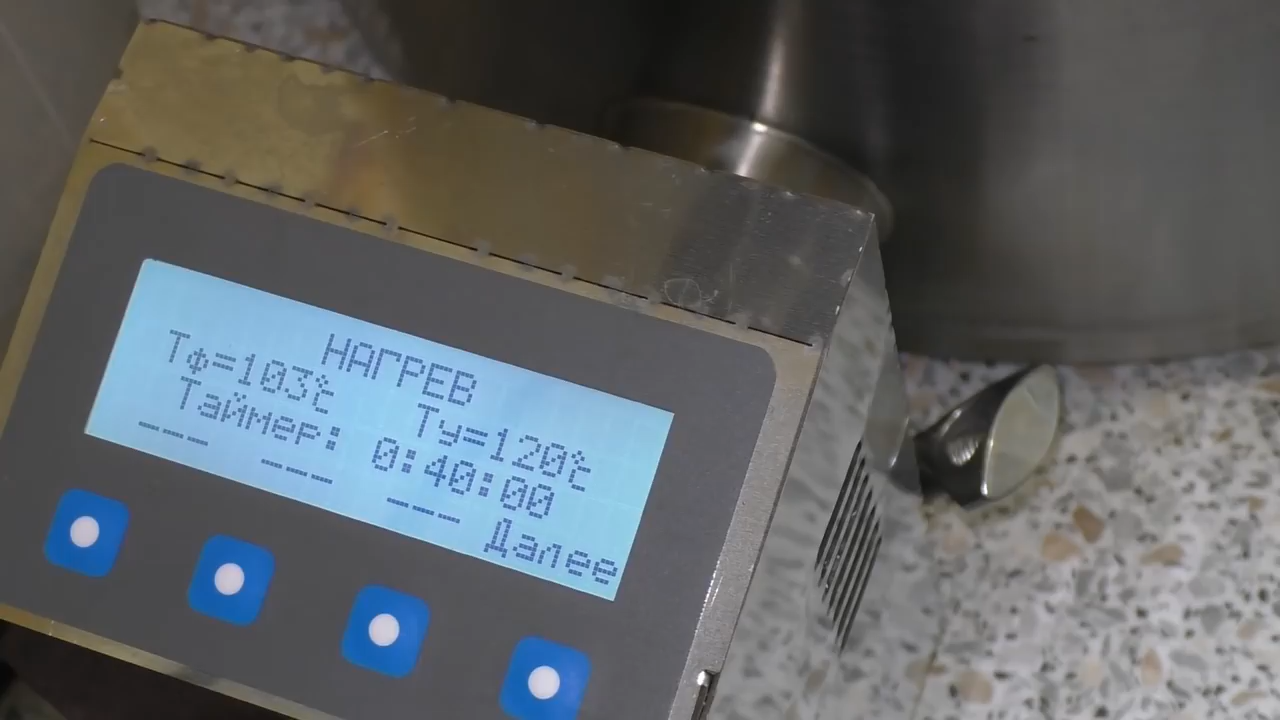 НАГРЕВ
Тф=103℃ Ту=120℃
Таймер: 0:40:00
--- --- --- Далее